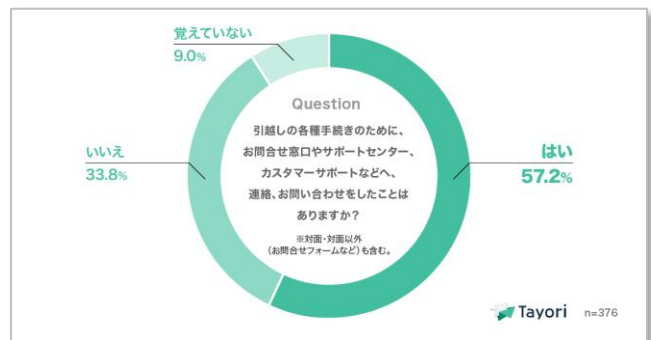 覚えていない
9.0%
いいえ
33.8%
はい
57.2%
Question
引越しの各種手続きのために、
お問合せ窓口やサポートセンター、
カスタマーサポートなどへ、
連絡、お問い合わせをしたことは
ありますか？
※対面・対面以外
（お問合せフォームなど）も含む。
Tayori n=376